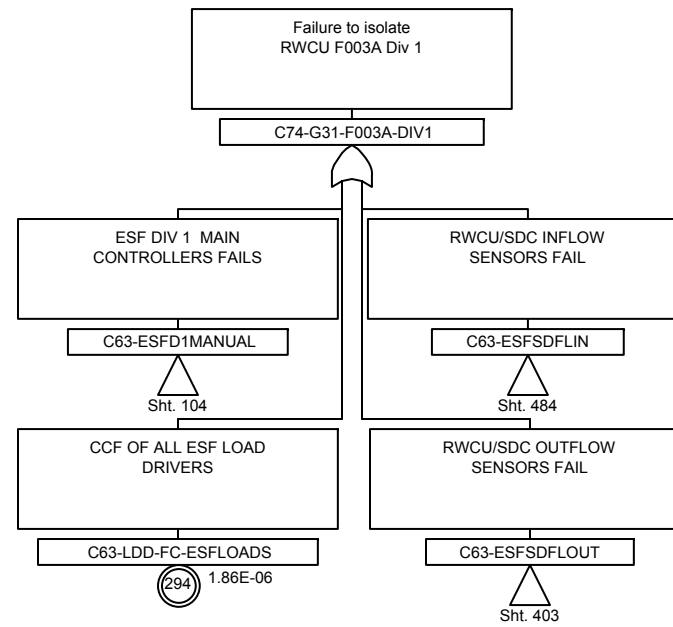 Failure to isolate
RWCU F003A Div 1
C74-G31-F003A-DIV1
ESF DIV 1 MAIN
CONTROLLERS FAILS
C63-ESFD1MANUAL
Sht. 104
RWCU/SDC INFLOW
SENSORS FAIL
C63-ESFSDFLIN
Sht. 484
CCF OF ALL ESF LOAD
DRIVERS
C63-LDD-FC-ESFLOADS
294
1.86E-06
RWCU/SDC OUTFLOW
SENSORS FAIL
C63-ESFSDFLOUT
Sht. 403